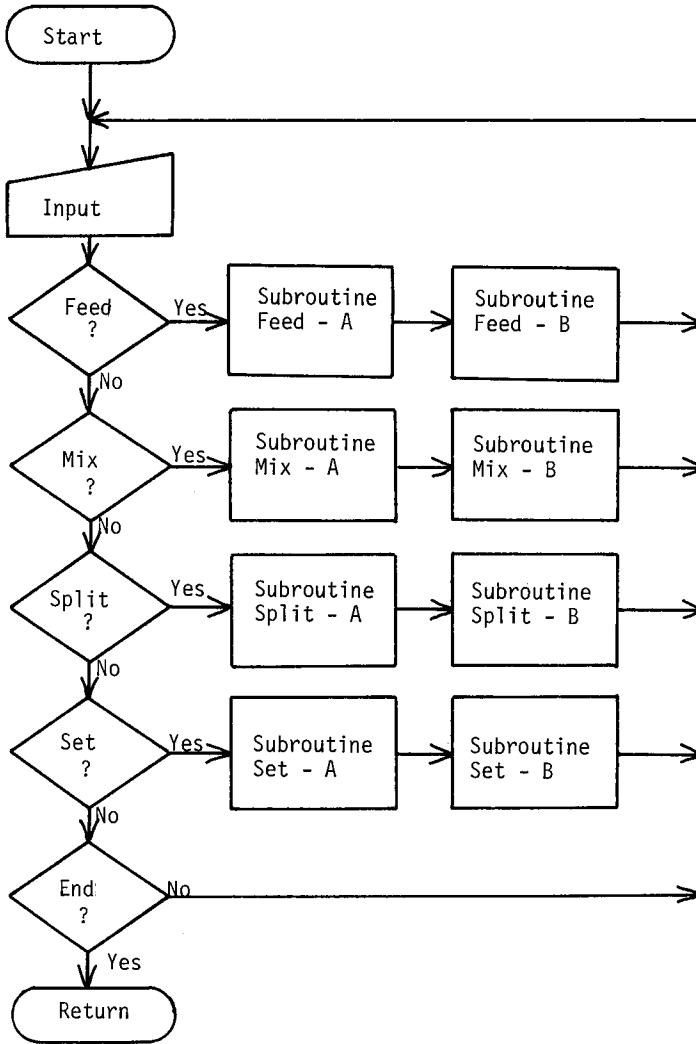 Start
Input
Feed
?
Yes
Subroutine
Feed - A
Subroutine
Feed - B
No
Mix
?
Yes
Subroutine
Mix - A
Subroutine
Mix - B
No
Split
?
Yes
Subroutine
Split - A
Subroutine
Split - B
No
Set
?
Yes
Subroutine
Set - A
Subroutine
Set - B
No
End
?
No
Yes
Return